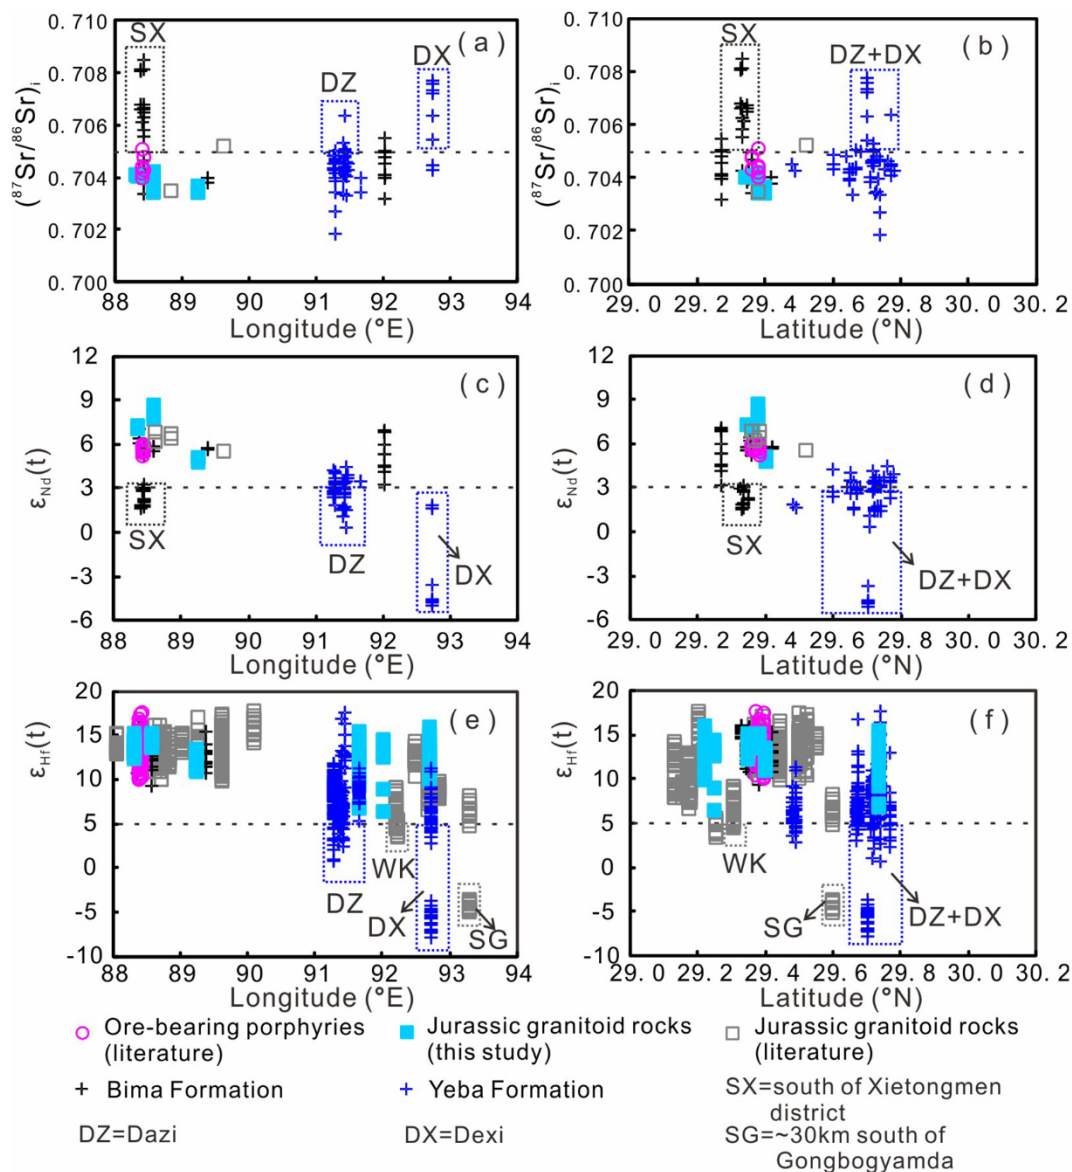 SX
(a)
DX
DZ
(⁸⁷Sr/⁸⁶Sr)ᵢ
0.710
0.708
0.706
0.704
0.702
0.700
88 89 90 91 92 93 94
Longitude (°E)
SX
(b)
DZ+DX
(⁸⁷Sr/⁸⁶Sr)ᵢ
0.710
0.708
0.706
0.704
0.702
0.700
29.0 29.2 29.4 29.6 29.8 30.0 30.2
Latitude (°N)
(c)
εNd(t)
12
9
6
3
0
-3
-6
SX
DZ
DX
88 89 90 91 92 93 94
Longitude (°E)
(d)
εNd(t)
12
9
6
3
0
-3
-6
SX
DZ+DX
29.0 29.2 29.4 29.6 29.8 30.0 30.2
Latitude (°N)
(e)
εHf(t)
20
15
10
5
0
-5
-10
WK
DZ
DX
SG
88 89 90 91 92 93 94
Longitude (°E)
(f)
εHf(t)
20
15
10
5
0
-5
-10
WK
SG
DZ+DX
29.0 29.2 29.4 29.6 29.8 30.0 30.2
Latitude (°N)
Ore-bearing porphyries
(literature)
Jurassic granitoid rocks
(this study)
Jurassic granitoid rocks
(literature)
Bima Formation
Yeba Formation
SX=south of Xietongmen
district
DZ=Dazi
DX=Dexi
SG=~30km south of
Gongbogyamda